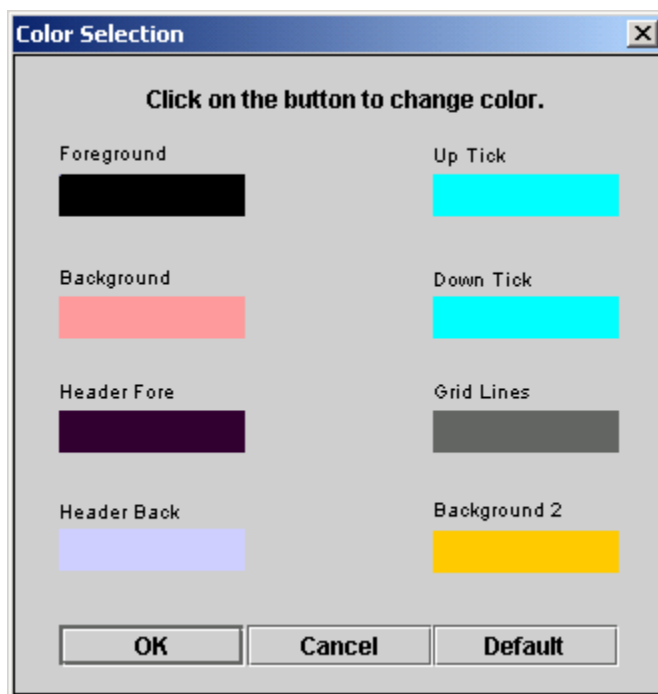 Color Selection
Click on the button to change color.
Foreground
Up Tick
Background
Down Tick
Header Fore
Grid Lines
Header Back
Background 2
OK
Cancel
Default